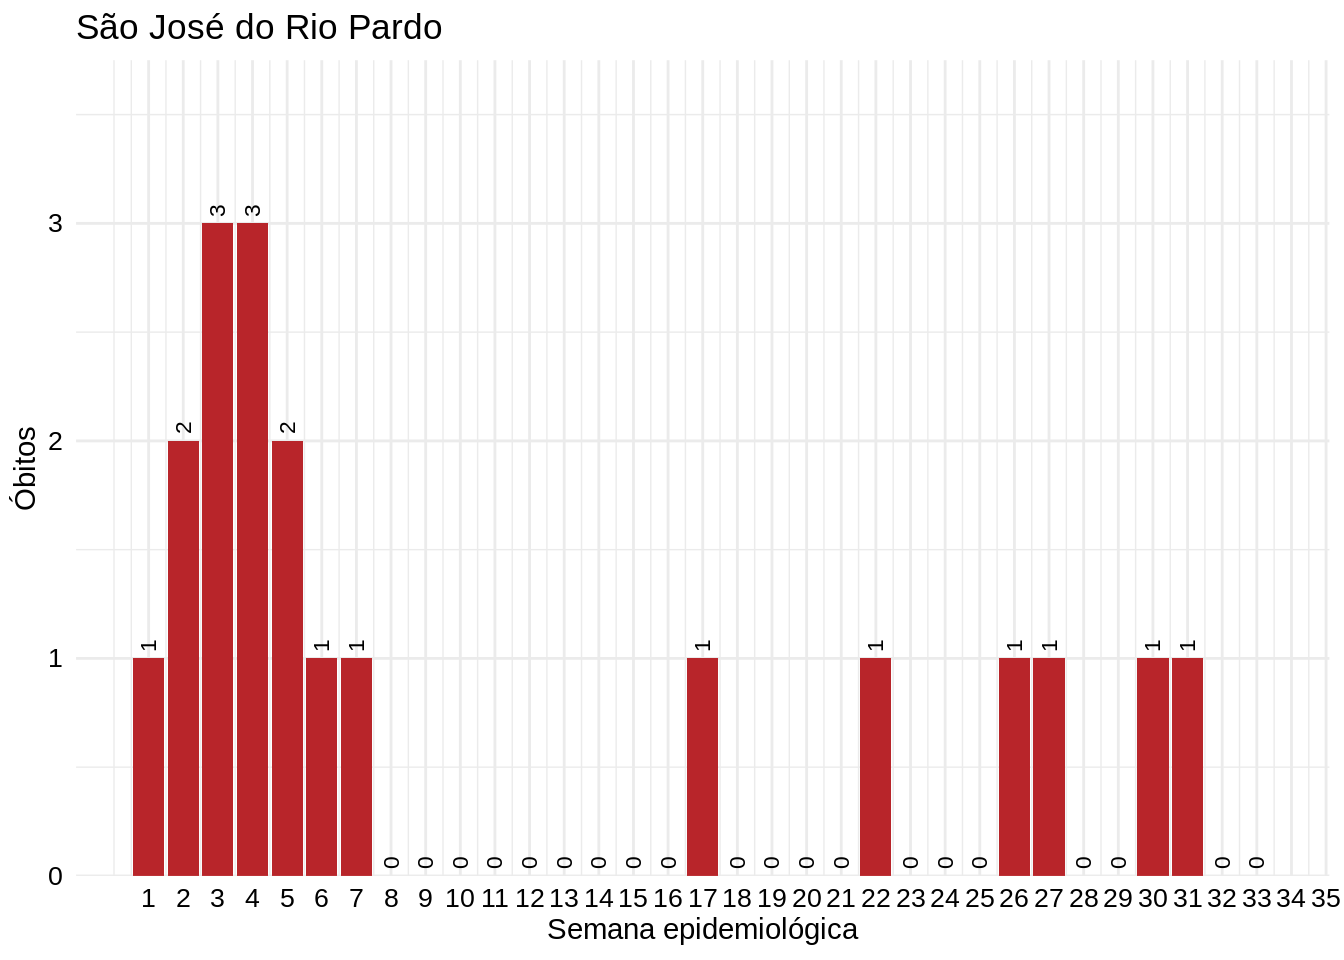 São José do Rio Pardo
3 3
3
2 2
2
Óbitos
1 1 1 1 1 1 1 1 1
1
0 0 0 0 0 0 0 0 0 0 0 0 0 0 0 0 0 0 0 0
0
1 2 3 4 5 6 7 8 9 10 11 12 13 14 15 16 17 18 19 20 21 22 23 24 25 26 27 28 29 30 31 32 33 34 35
Semana epidemiológica